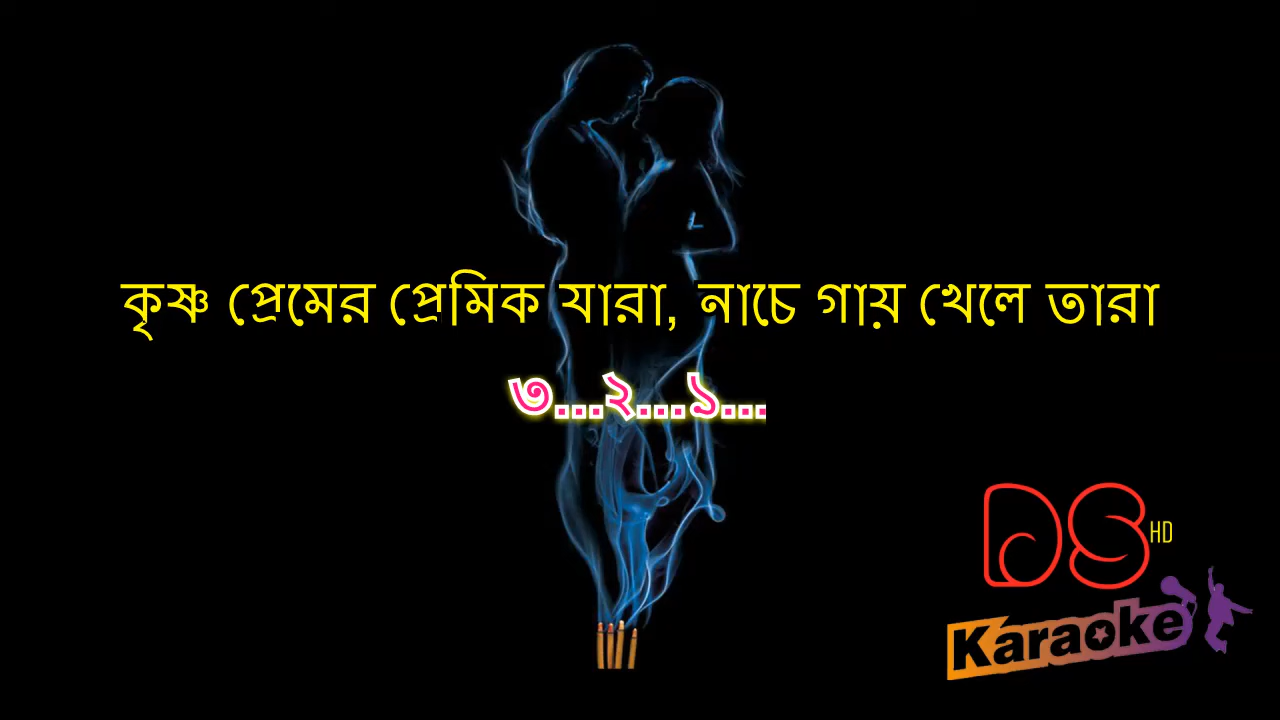 কৃষ্ণ প্রেমের প্রেমিক যারা, নাচে গায় খেলে তারা
৩...২...১...
DS HD
Karaoke